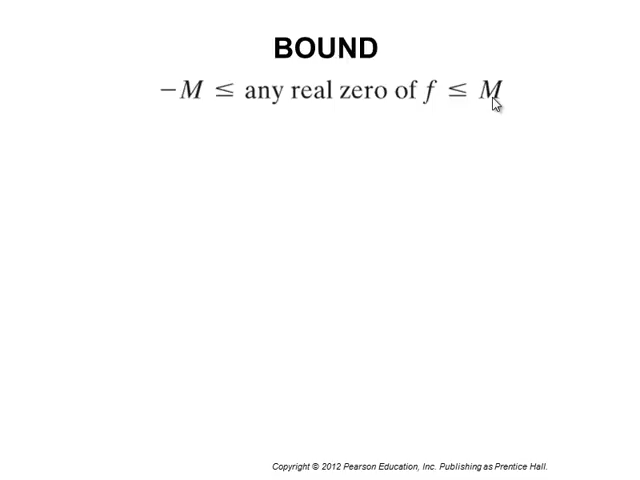 BOUND
−M ≤ any real zero of f ≤ M
Copyright © 2012 Pearson Education, Inc. Publishing as Prentice Hall.